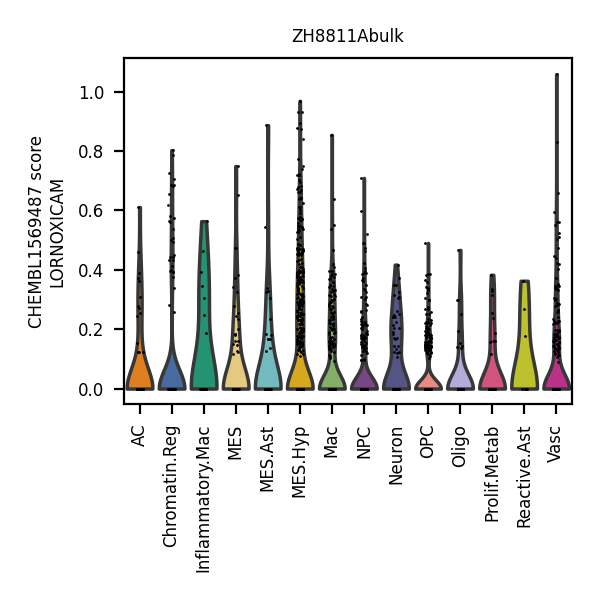 ZH8811Abulk
CHEMBL1569487 score
LORNOXICAM
1.0
0.8
0.6
0.4
0.2
0.0
AC
Chromatin.Reg
Inflammatory.Mac
MES
MES.Ast
MES.Hyp
Mac
NPC
Neuron
OPC
Oligo
Prolif.Metab
Reactive.Ast
Vasc